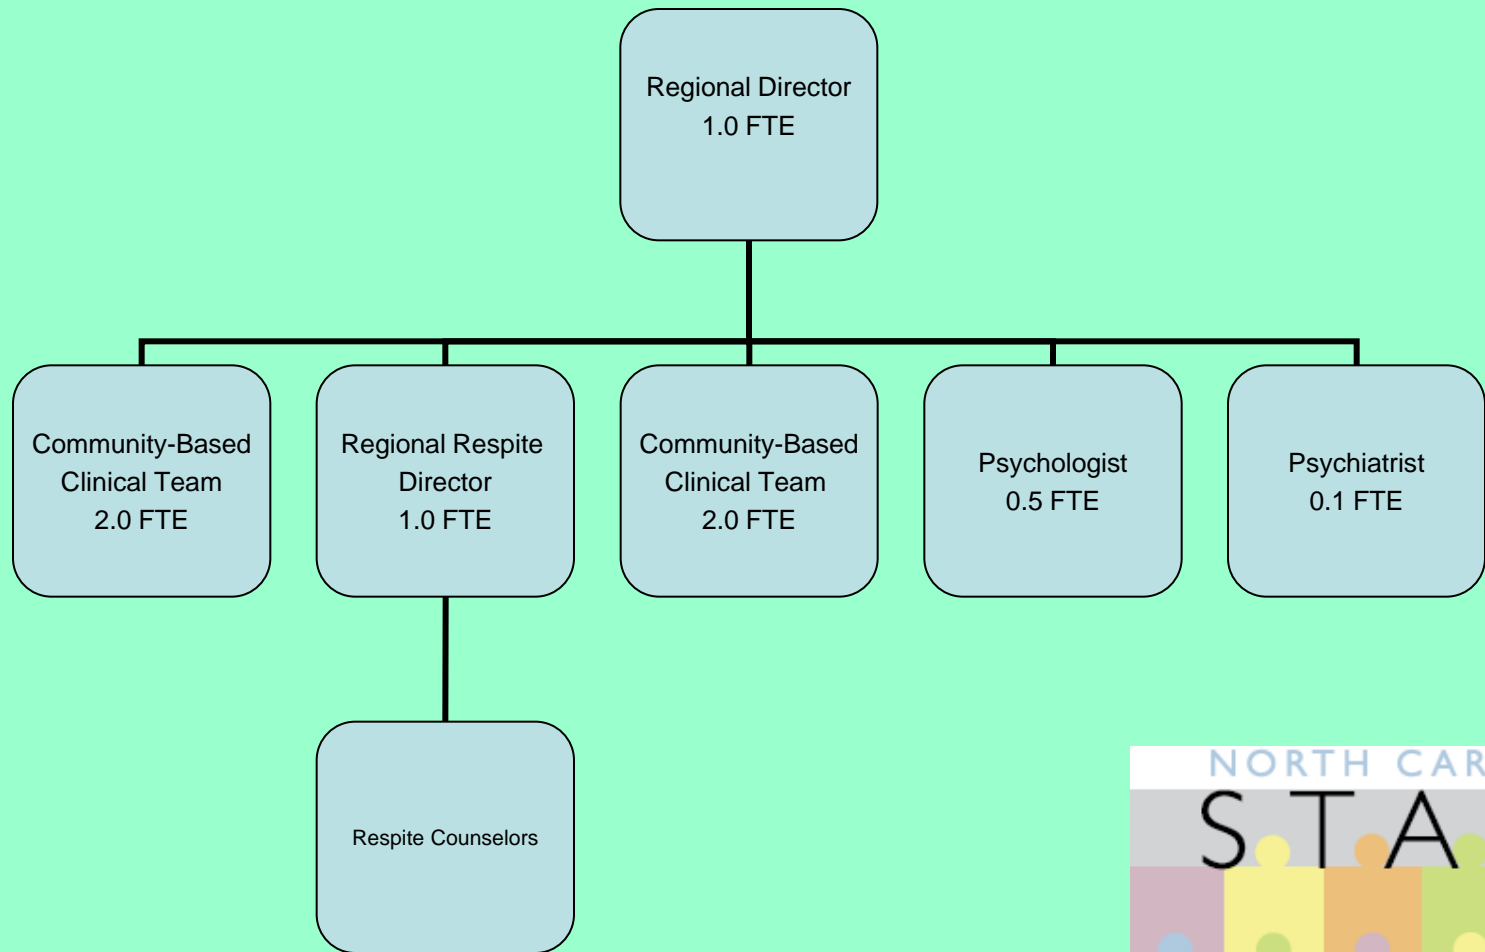 Regional Director
1.0 FTE
Community-Based
Clinical Team
2.0 FTE
Regional Respite
Director
1.0 FTE
Community-Based
Clinical Team
2.0 FTE
Psychologist
0.5 FTE
Psychiatrist
0.1 FTE
Respite Counselors
NORTH CAR
STA